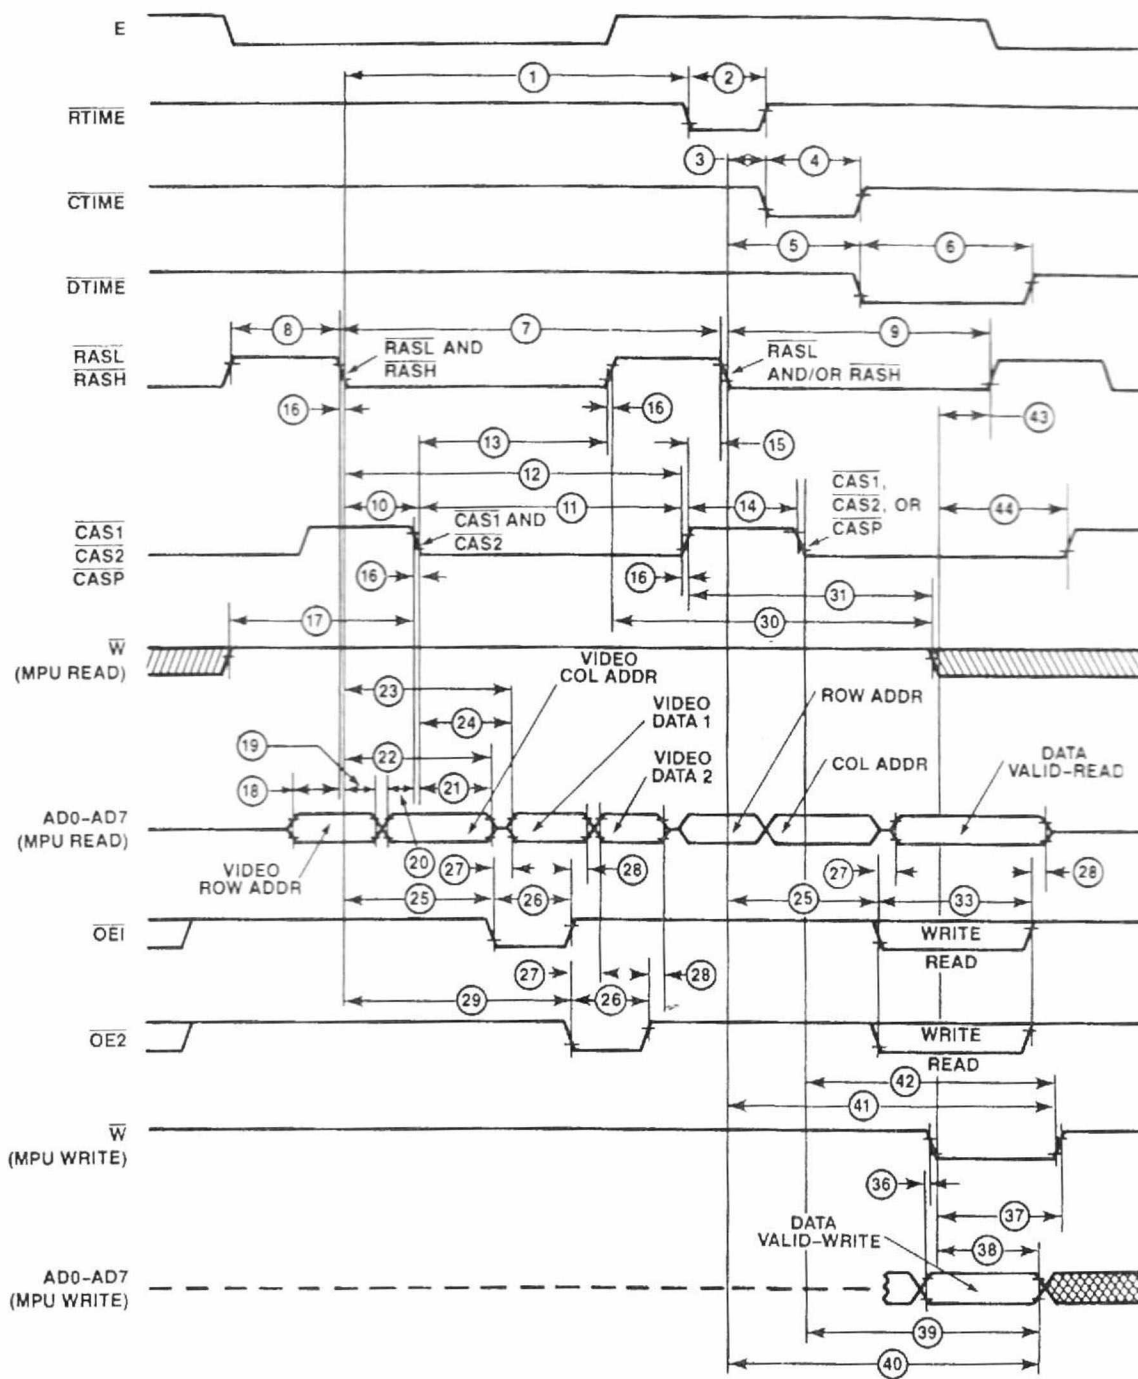 E
1 2
RTIME
3 4
CTIME
5 6
DTIME
8 7 9
RASL
RASH
RASL AND
RASH
RASL
AND/OR RASH
16 16 43
13 15
12
CAS1,
CAS2, OR
CASP
10 11 14 44
CAS1
CAS2
CASP
CAS1 AND
CAS2
16 16
31
17 30
W
(MPU READ)
VIDEO
COL ADDR
23
VIDEO
DATA 1
ROW ADDR
24
19 22
VIDEO
DATA 2
COL ADDR
DATA
VALID-READ
18 21
AD0-AD7
(MPU READ)
VIDEO
ROW ADDR
20
27 28 27 28
25 26 25 33
OE1
WRITE
READ
27 28
29 26
OE2
WRITE
READ
42
41
W
(MPU WRITE)
36
37
DATA
VALID-WRITE
38
AD0-AD7
(MPU WRITE)
39
40